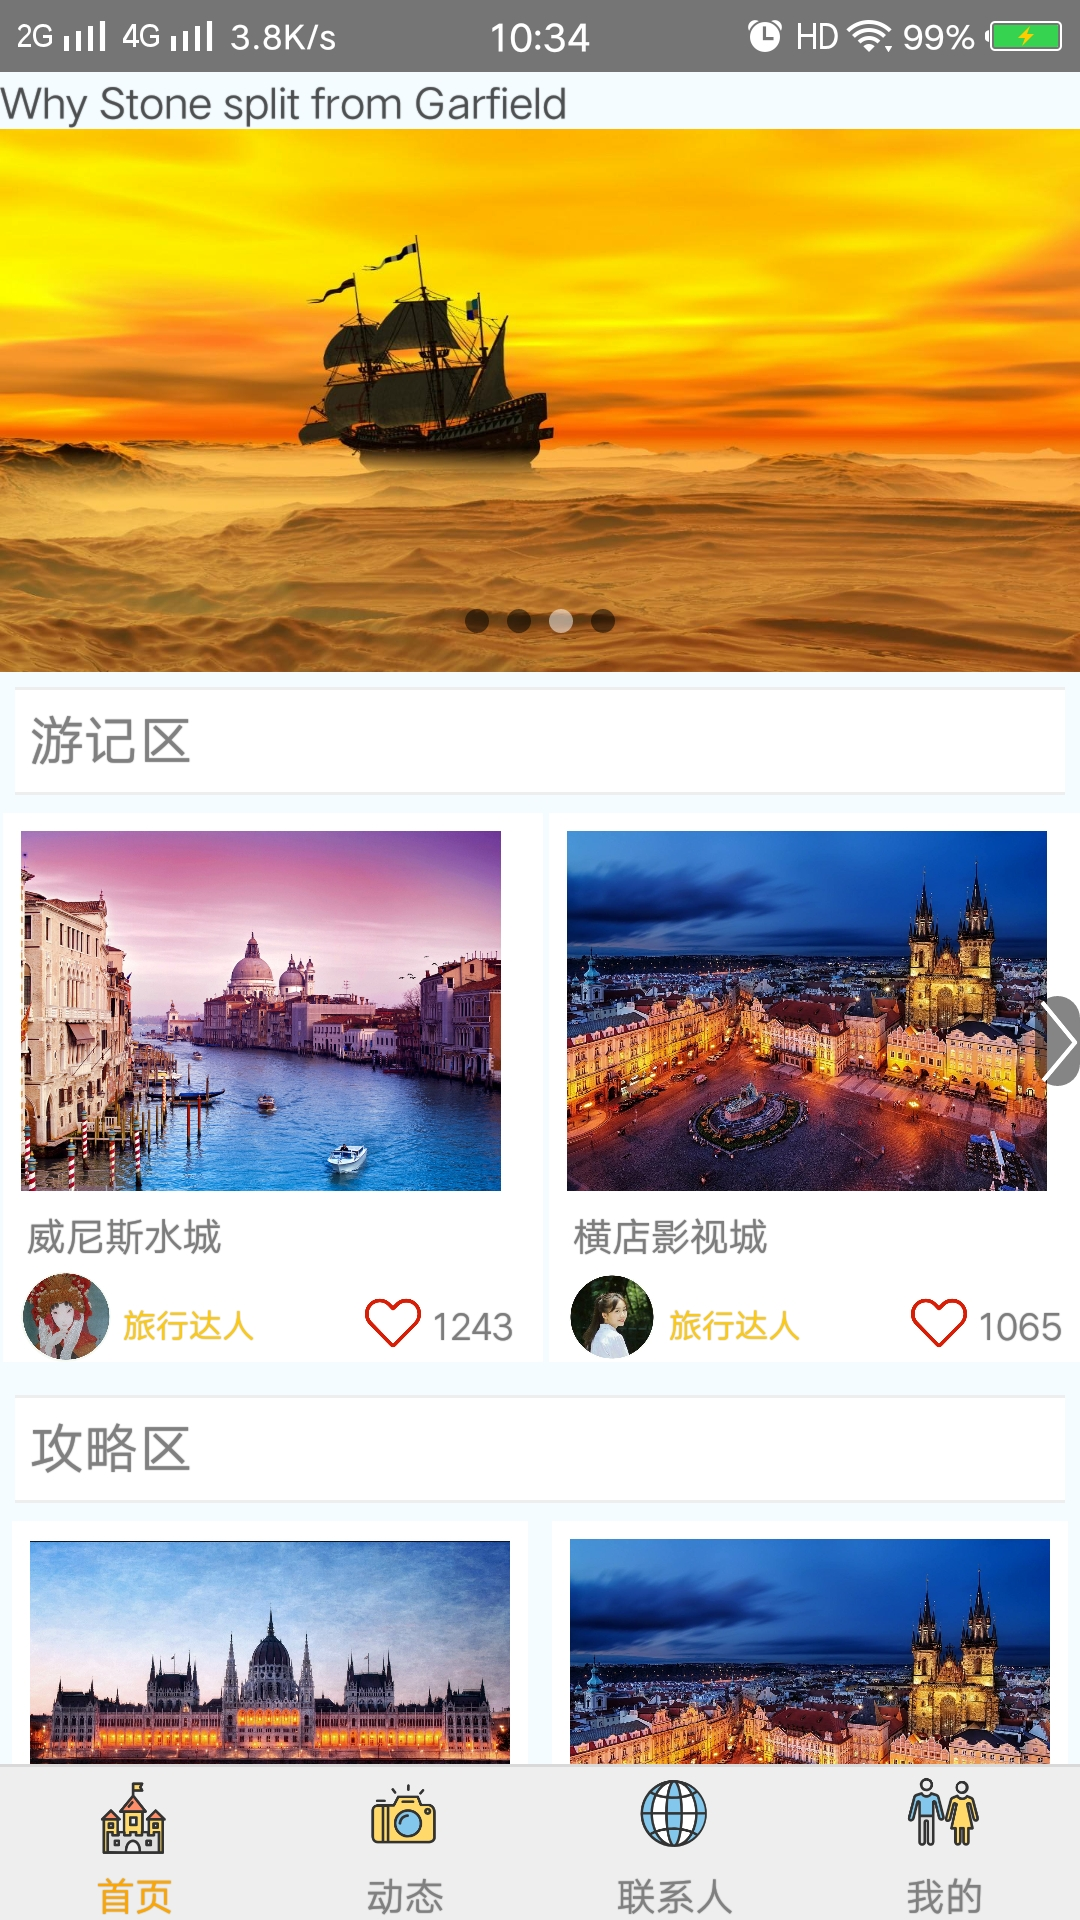 2G 4G 3.8K/s 10:34 HD 99%
Why Stone split from Garfield
游记区
威尼斯水城 横店影视城
旅行达人 1243 旅行达人 1065
攻略区
首页 动态 联系人 我的